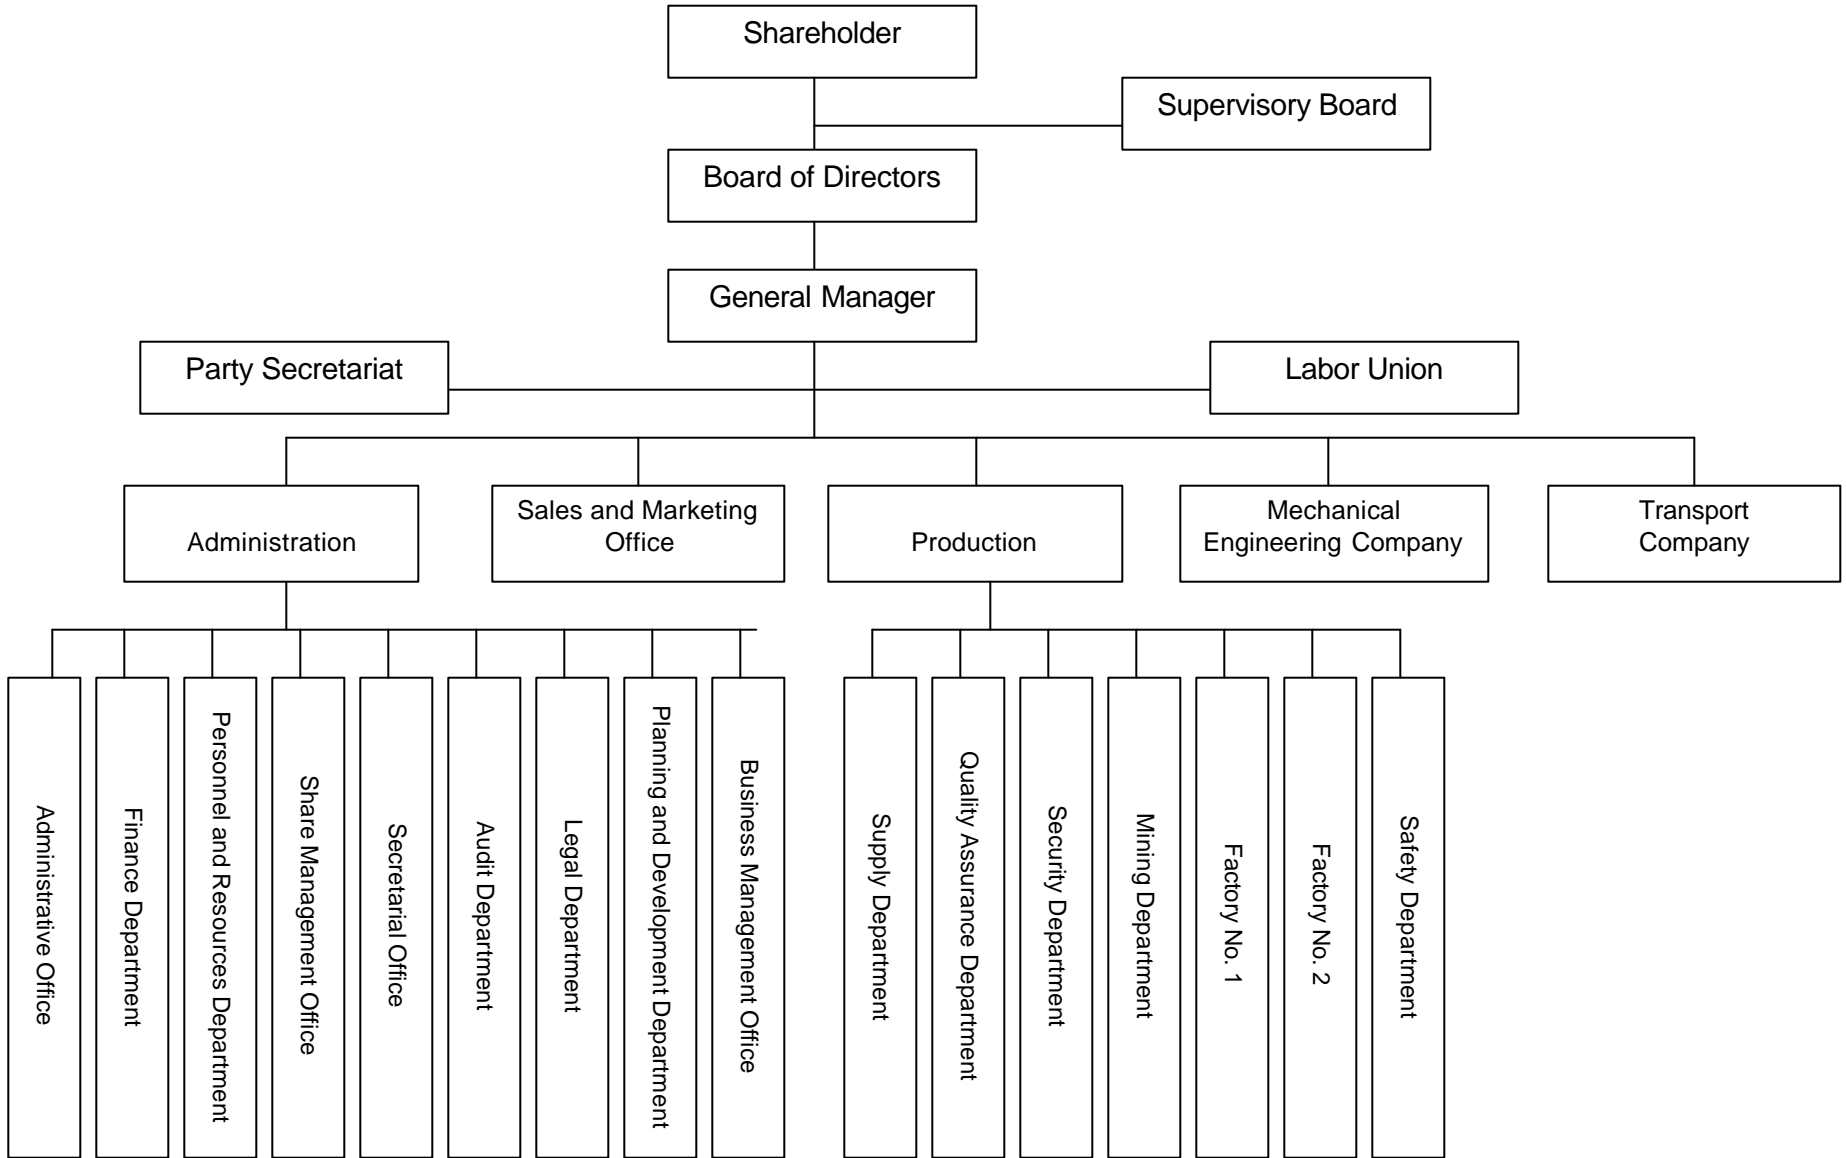 Shareholder
Supervisory Board
Board of Directors
General Manager
Party Secretariat
Labor Union
Administration
Sales and Marketing
Office
Production
Mechanical
Engineering Company
Transport
Company
Administrative Office
Finance Department
Personnel and Resources Department
Share Management Office
Secretarial Office
Audit Department
Legal Department
Planning and Development Department
Business Management Office
Supply Department
Quality Assurance Department
Security Department
Mining Department
Factory No. 1
Factory No. 2
Safety Department